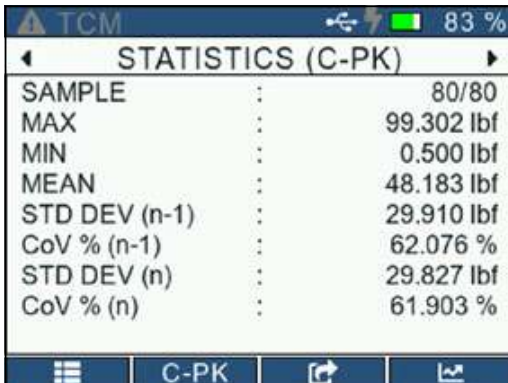 TCM 83 %
STATISTICS (C-PK)
SAMPLE : 80/80
MAX : 99.302 lbf
MIN : 0.500 lbf
MEAN : 48.183 lbf
STD DEV (n-1) : 29.910 lbf
CoV % (n-1) : 62.076 %
STD DEV (n) : 29.827 lbf
CoV % (n) : 61.903 %
C-PK